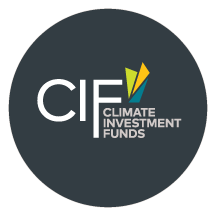 CIF
CLIMATE
INVESTMENT
FUNDS